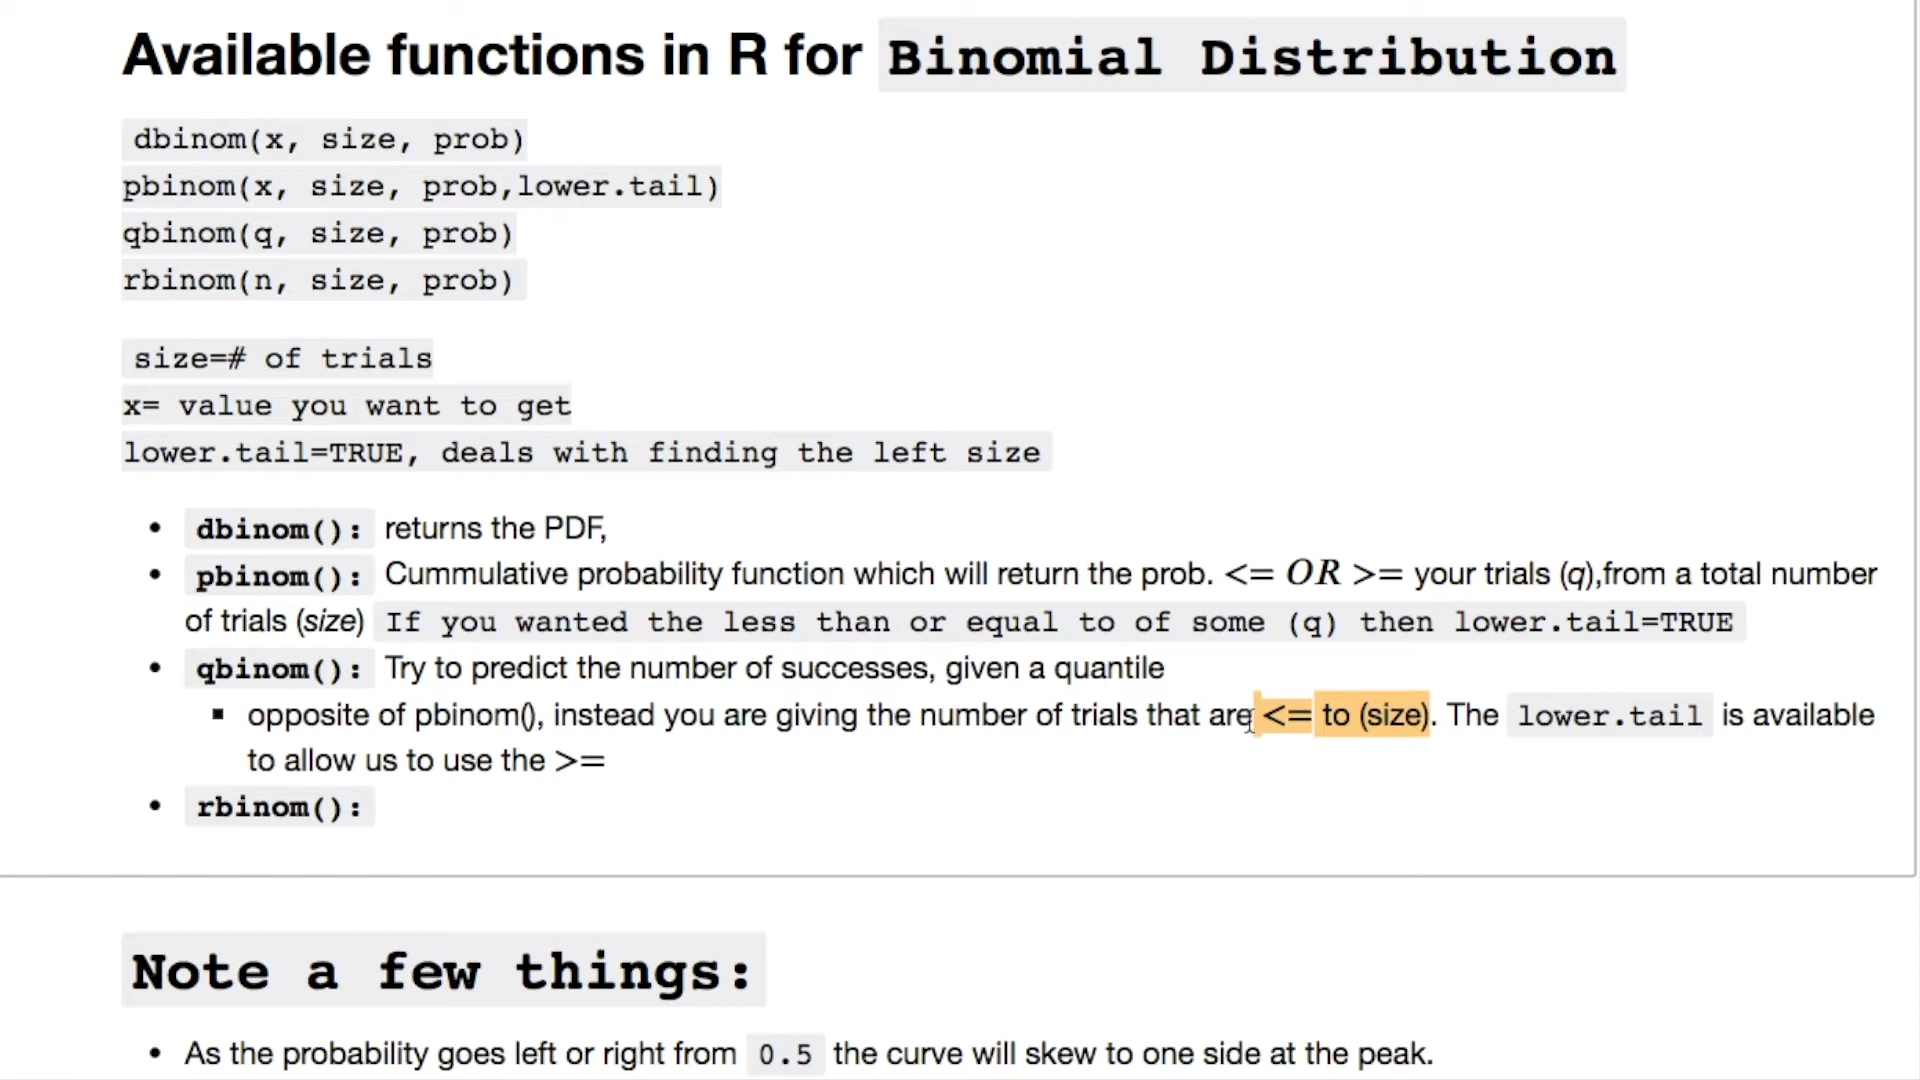 Available functions in R for Binomial Distribution
dbinom(x, size, prob)
pbinom(x, size, prob,lower.tail)
qbinom(q, size, prob)
rbinom(n, size, prob)
size=# of trials
x= value you want to get
lower.tail=TRUE, deals with finding the left size
• dbinom(): returns the PDF,
• pbinom(): Cummulative probability function which will return the prob. <= OR >= your trials (q),from a total number
of trials (size) If you wanted the less than or equal to of some (q) then lower.tail=TRUE
• qbinom(): Try to predict the number of successes, given a quantile
▪ opposite of pbinom(), instead you are giving the number of trials that are <= to (size). The lower.tail is available
to allow us to use the >=
• rbinom():
Note a few things:
• As the probability goes left or right from 0.5 the curve will skew to one side at the peak.